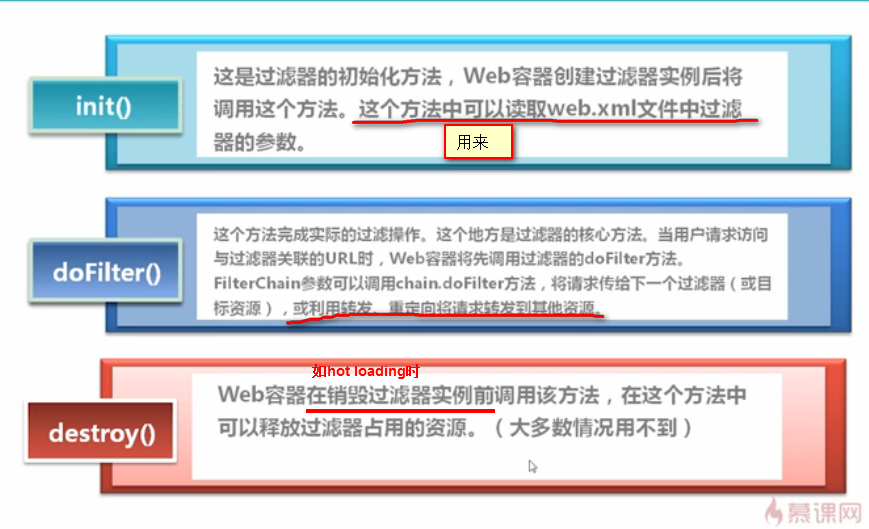 init()
这是过滤器的初始化方法，Web容器创建过滤器实例后将
调用这个方法。这个方法中可以读取web.xml文件中过滤
器的参数。
用来
doFilter()
这个方法完成实际的过滤操作。这个地方是过滤器的核心方法。当用户请求访问
与过滤器关联的URL时，Web容器将先调用过滤器的doFilter方法。
FilterChain参数可以调用chain.doFilter方法，将请求传给下一个过滤器（或目
标资源），或利用转发、重定向将请求转发到其他资源。
如hot loading时
destroy()
Web容器在销毁过滤器实例前调用该方法，在这个方法中
可以释放过滤器占用的资源。（大多数情况用不到）
慕课网